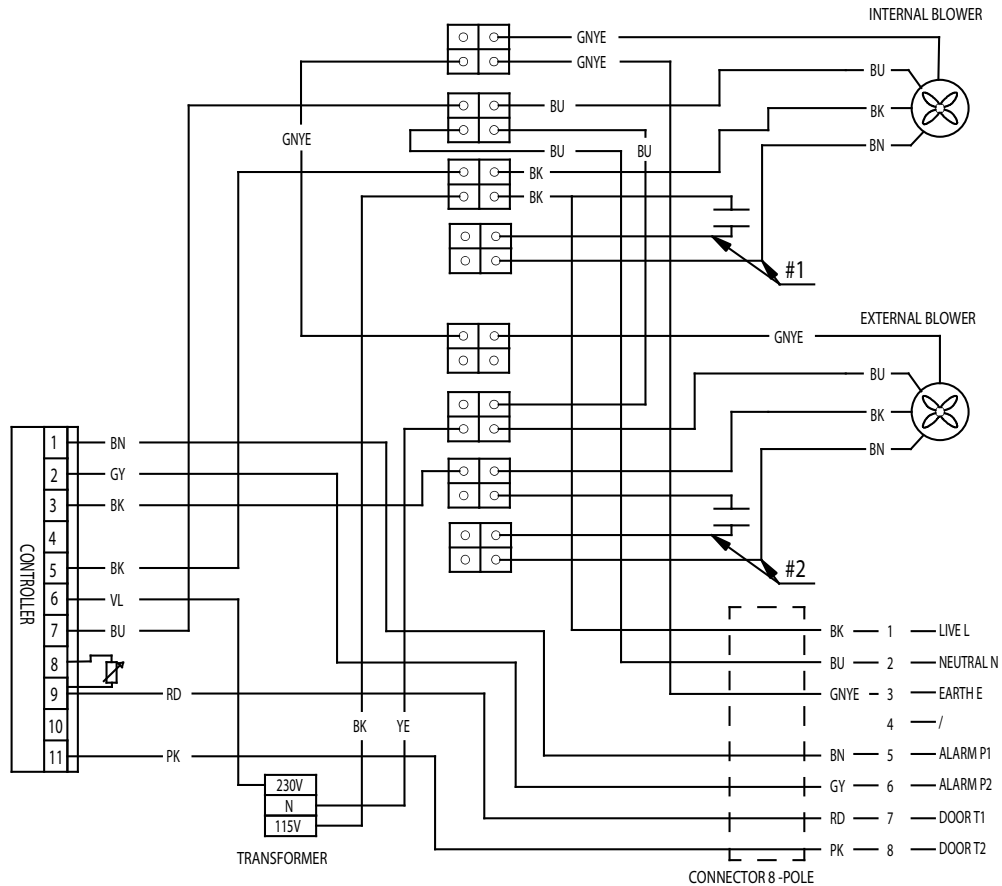 INTERNAL BLOWER
GNYE
GNYE
BU
BU
BK
GNYE
BN
BU
BU
BK
BK
#1
EXTERNAL BLOWER
GNYE
BU
BK
BN
#2
CONTROLLER
1
BN
2
GY
3
BK
4
5
BK
6
VL
7
BU
8
9
RD
10
11
PK
BK
YE
230V
N
115V
TRANSFORMER
BK 1 LIVE L
BU 2 NEUTRAL N
GNYE 3 EARTH E
4 /
BN 5 ALARM P1
GY 6 ALARM P2
RD 7 DOOR T1
PK 8 DOOR T2
CONNECTOR 8 -POLE